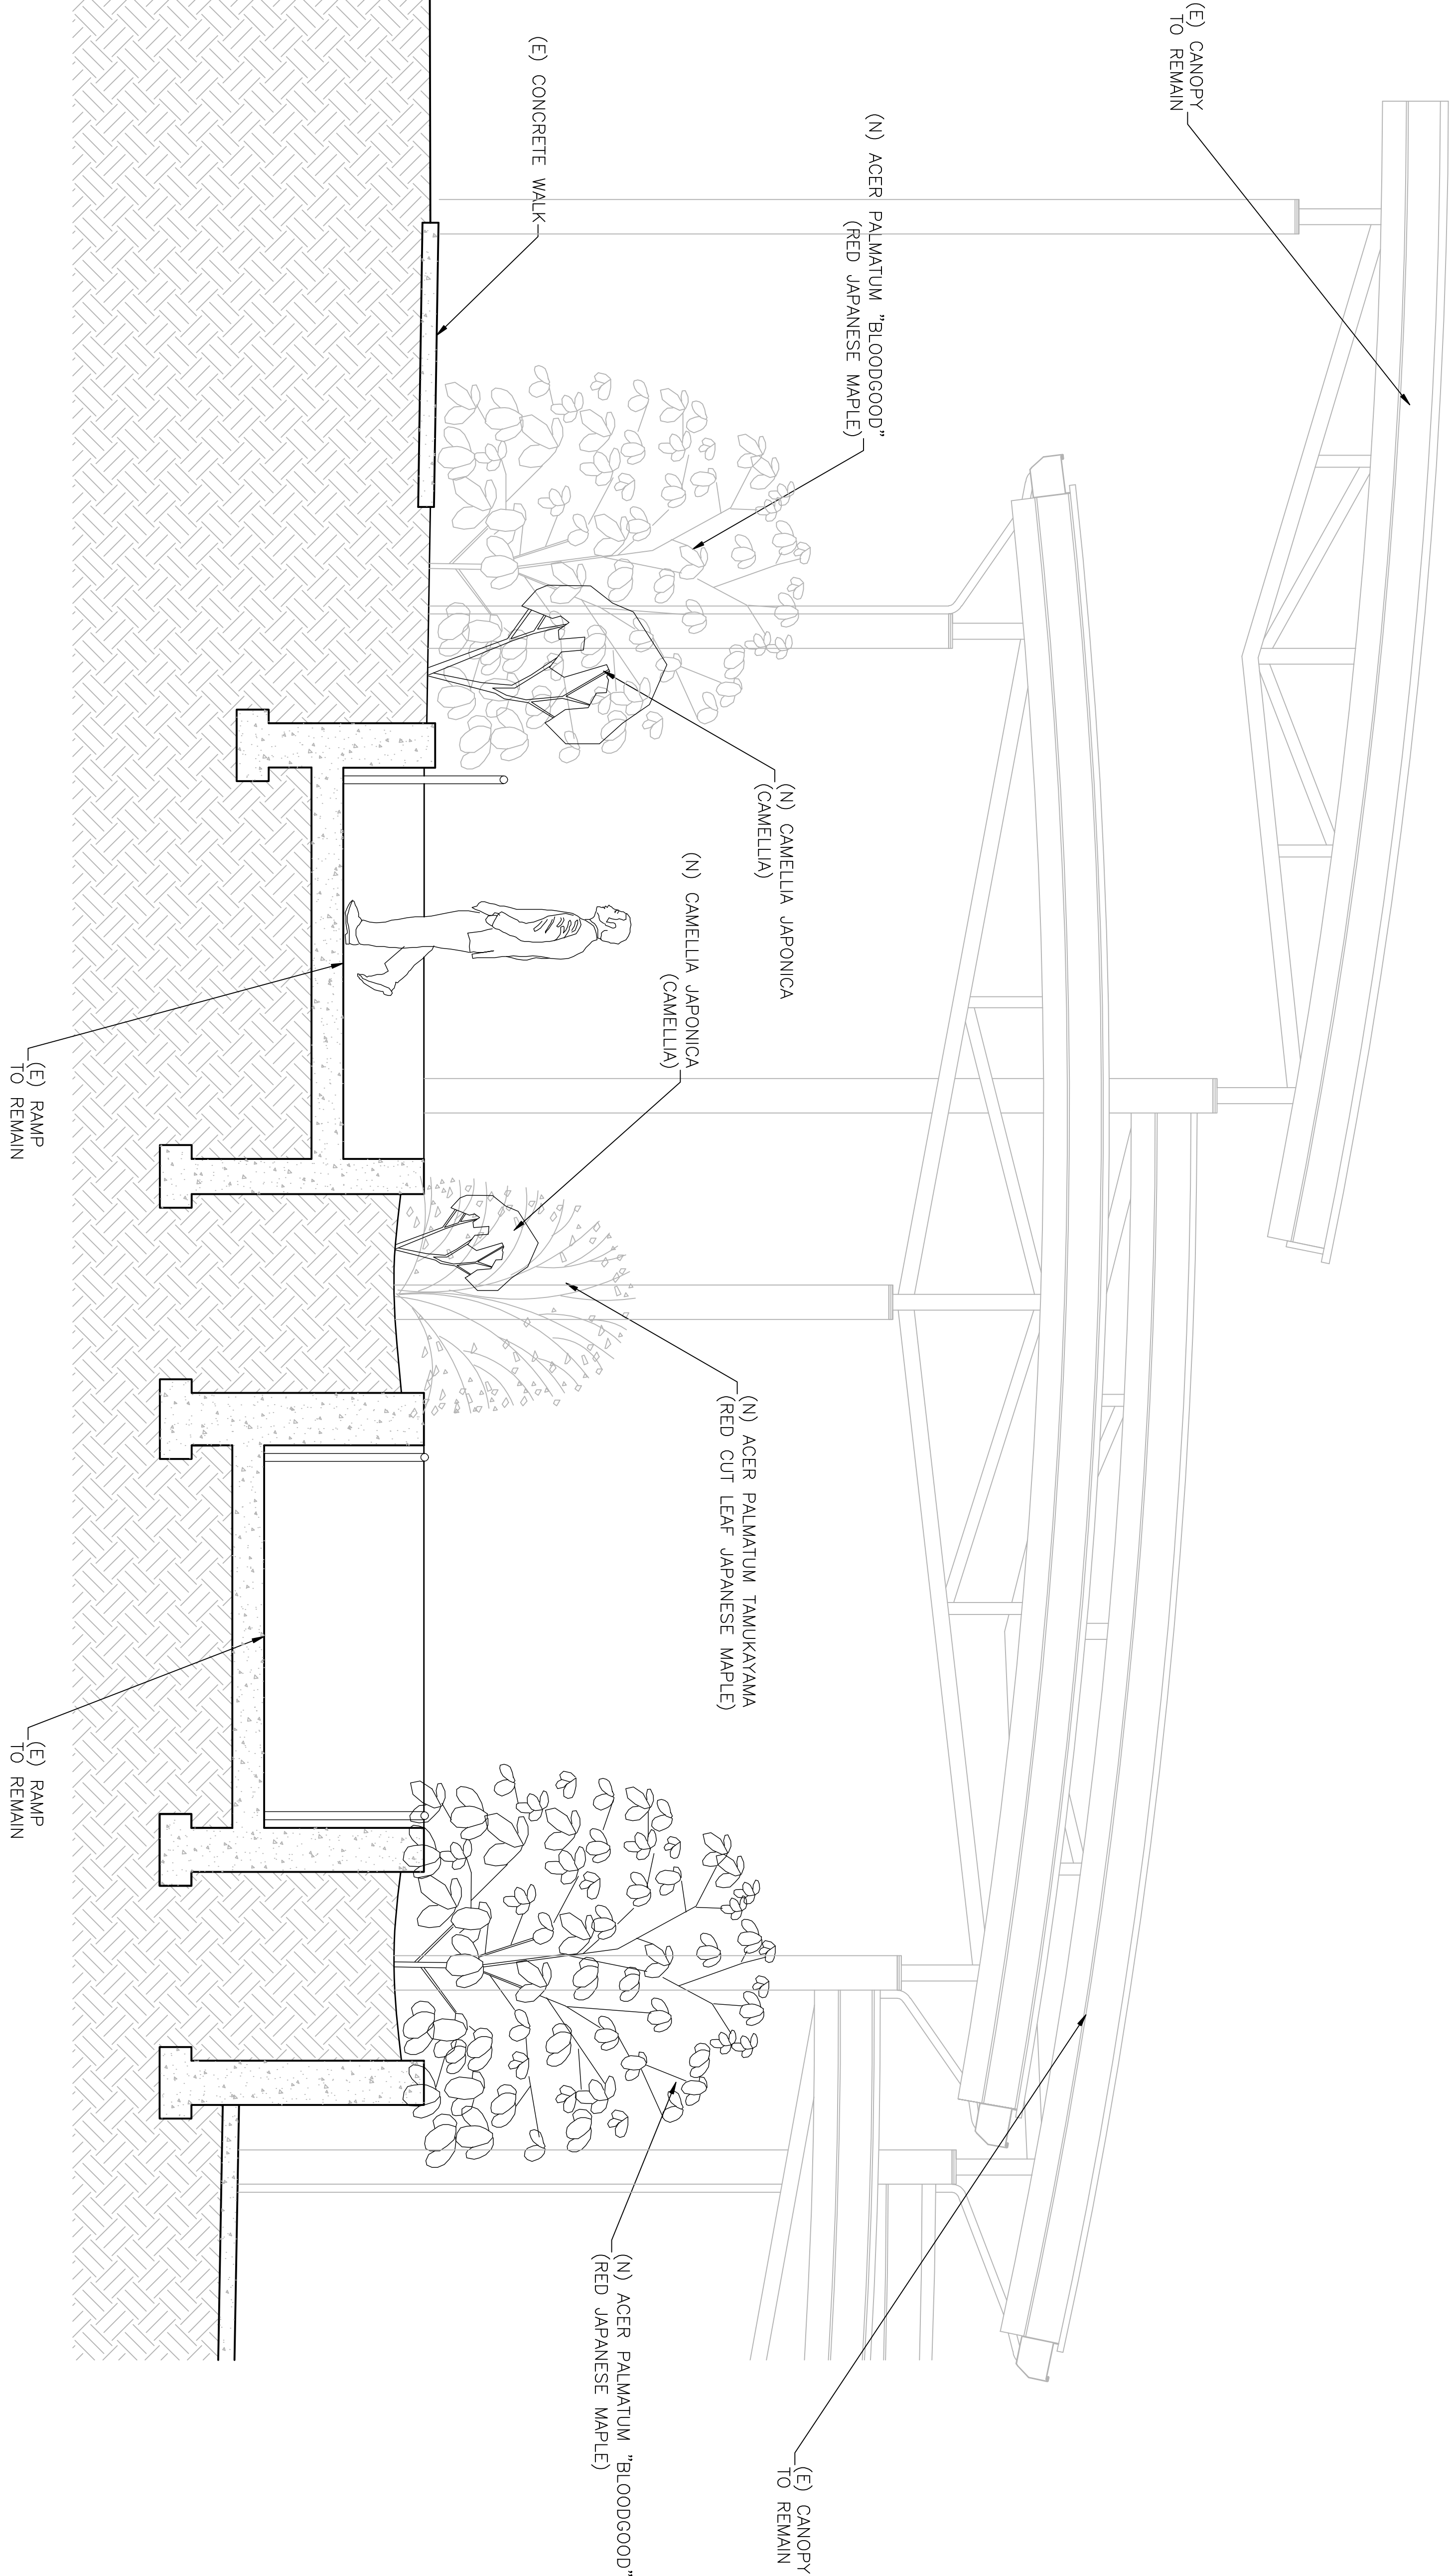 (E) CANOPY
TO REMAIN
(E) CONCRETE WALK
(N) ACER PALMATUM "BLOODGOOD"
(RED JAPANESE MAPLE)
(N) CAMELLIA JAPONICA
(CAMELLIA)
(N) CAMELLIA JAPONICA
(CAMELLIA)
(E) RAMP
TO REMAIN
(N) ACER PALMATUM TAMUKAYAMA
(RED CUT LEAF JAPANESE MAPLE)
(E) RAMP
TO REMAIN
(N) ACER PALMATUM "BLOODGOOD"
(RED JAPANESE MAPLE)
(E) CANOPY
TO REMAIN